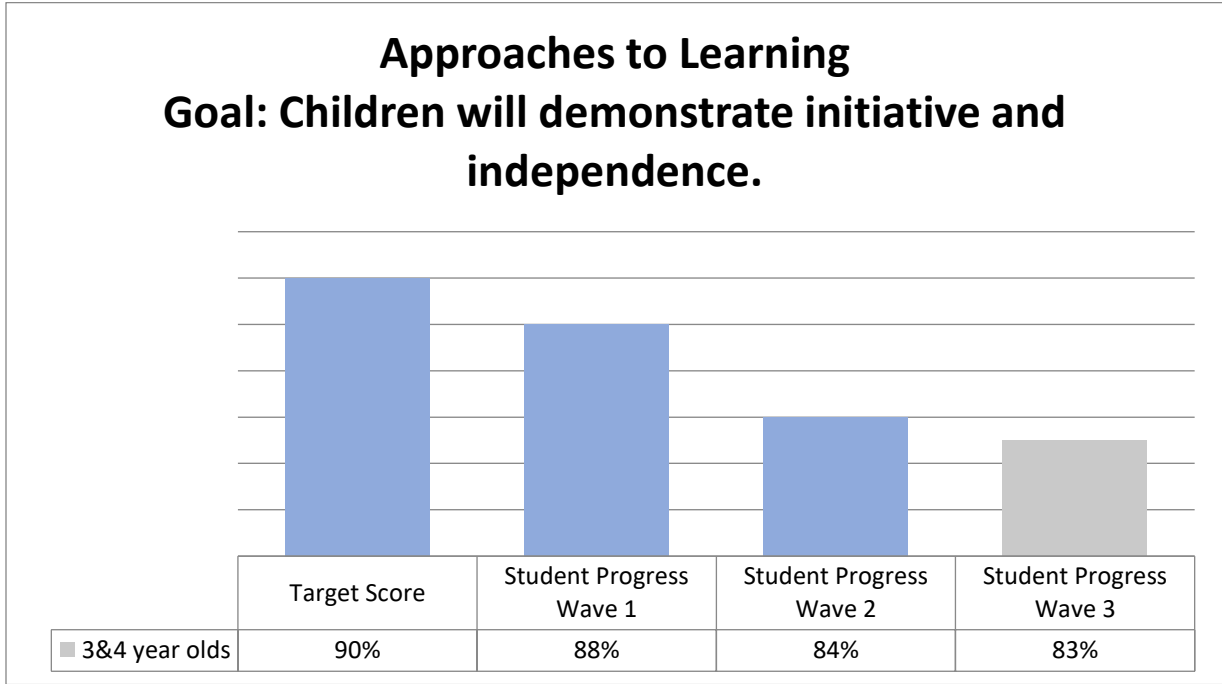 Approaches to Learning
Goal: Children will demonstrate initiative and
independence.
Target Score
Student Progress
Wave 1
Student Progress
Wave 2
Student Progress
Wave 3
3&4 year olds 90% 88% 84% 83%